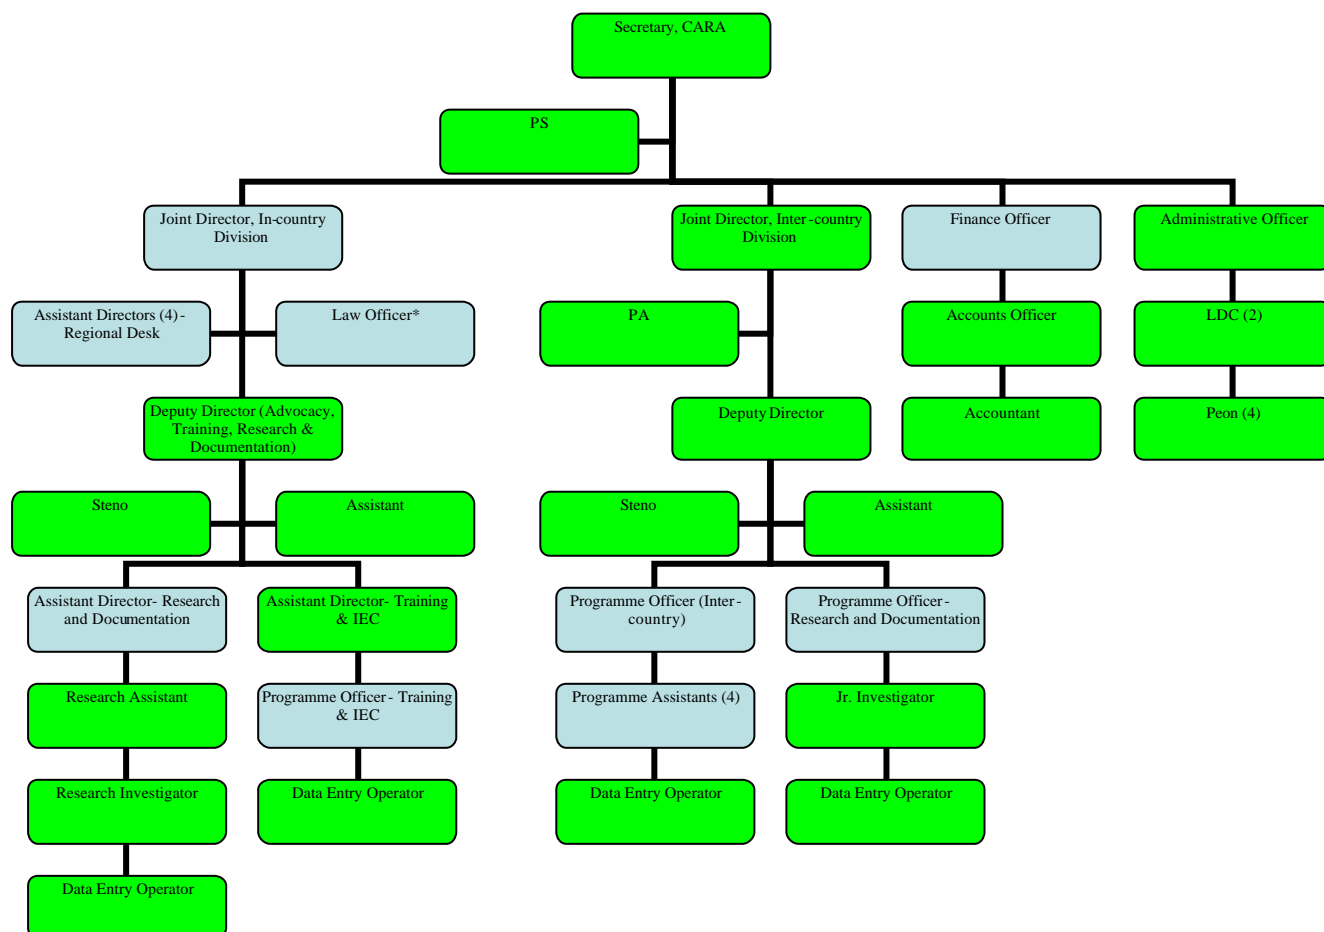 Secretary, CARA
PS
Joint Director, In-country
Division
Joint Director, Inter-country
Division
Finance Officer
Administrative Officer
Assistant Directors (4) -
Regional Desk
Law Officer*
PA
Accounts Officer
LDC (2)
Deputy Director (Advocacy,
Training, Research &
Documentation)
Deputy Director
Accountant
Peon (4)
Steno
Assistant
Steno
Assistant
Assistant Director- Research
and Documentation
Assistant Director- Training
& IEC
Programme Officer (Inter-
country)
Programme Officer-
Research and Documentation
Research Assistant
Programme Officer - Training
& IEC
Programme Assistants (4)
Jr. Investigator
Research Investigator
Data Entry Operator
Data Entry Operator
Data Entry Operator
Data Entry Operator